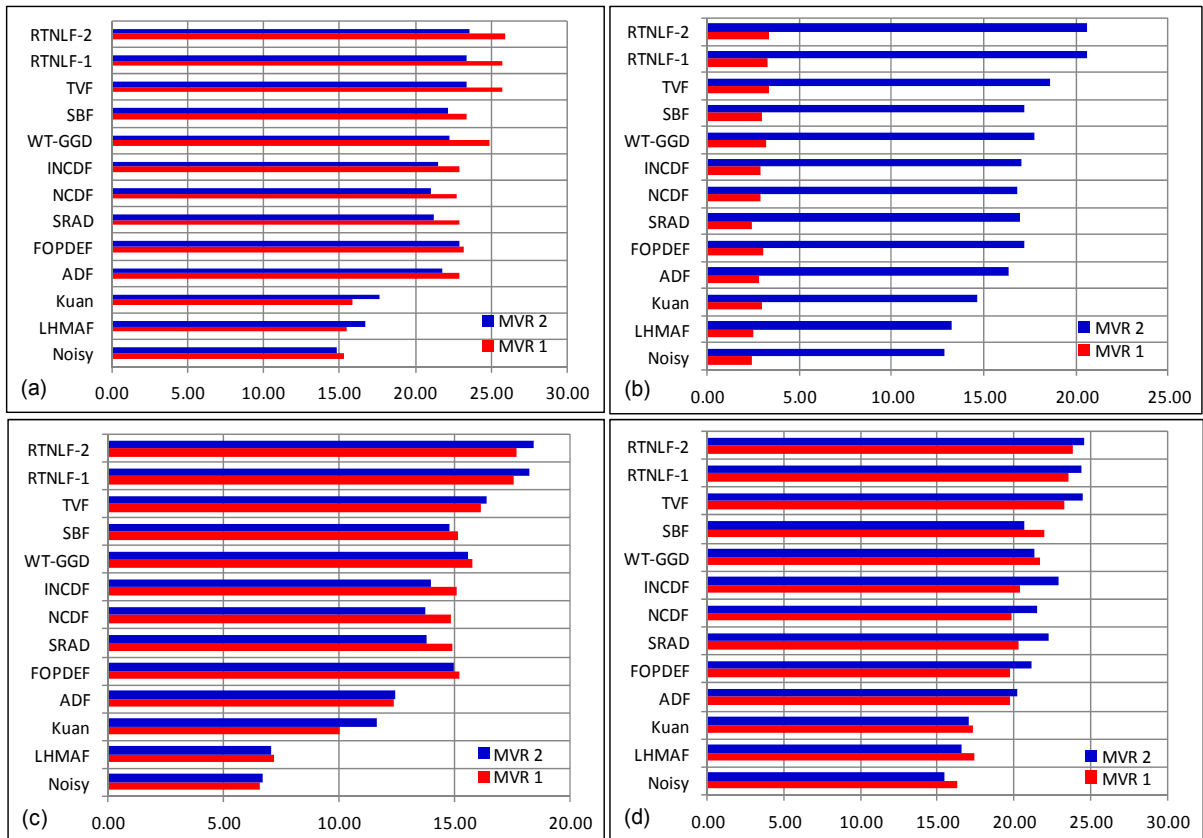 RTNLF-2
RTNLF-1
TVF
SBF
WT-GGD
INCDF
NCDF
SRAD
FOPDEF
ADF
Kuan
LHMAF
Noisy
MVR 2
MVR 1
(a)
0.00 5.00 10.00 15.00 20.00 25.00 30.00
RTNLF-2
RTNLF-1
TVF
SBF
WT-GGD
INCDF
NCDF
SRAD
FOPDEF
ADF
Kuan
LHMAF
Noisy
MVR 2
MVR 1
(b)
0.00 5.00 10.00 15.00 20.00 25.00
RTNLF-2
RTNLF-1
TVF
SBF
WT-GGD
INCDF
NCDF
SRAD
FOPDEF
ADF
Kuan
LHMAF
Noisy
MVR 2
MVR 1
(c)
0.00 5.00 10.00 15.00 20.00
RTNLF-2
RTNLF-1
TVF
SBF
WT-GGD
INCDF
NCDF
SRAD
FOPDEF
ADF
Kuan
LHMAF
Noisy
MVR 2
MVR 1
(d)
0.00 5.00 10.00 15.00 20.00 25.00 30.00